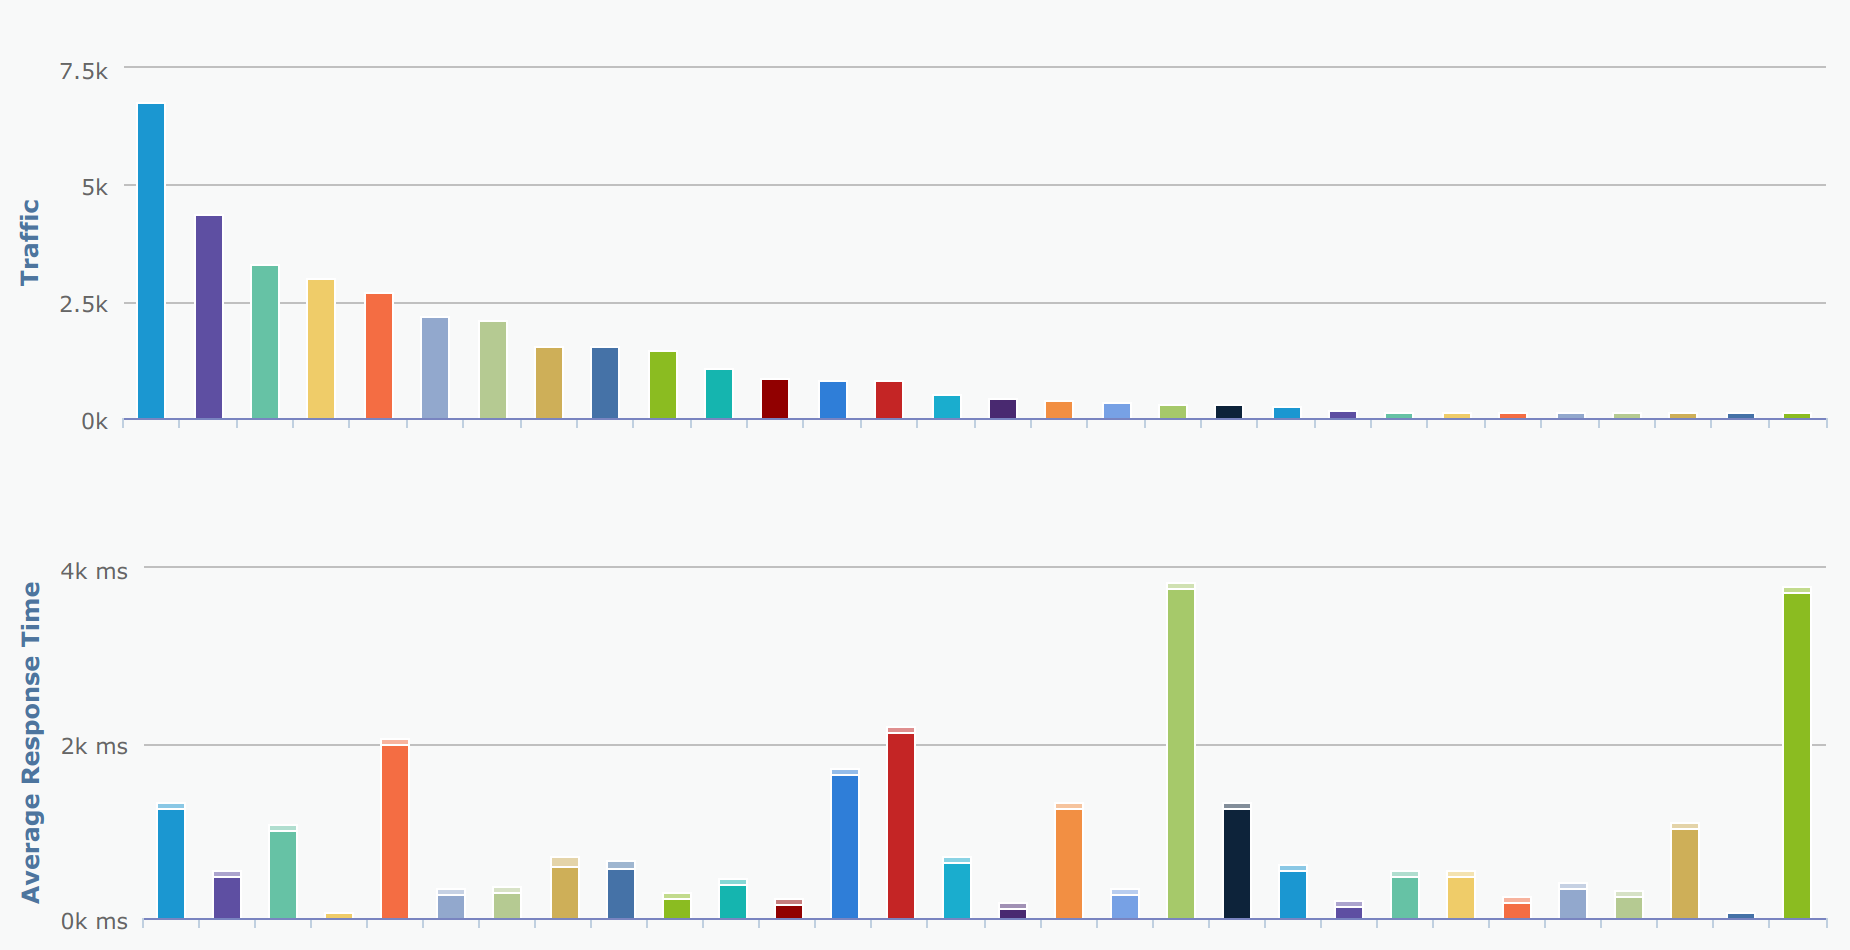 Traffic
7.5k
5k
2.5k
0k
Average Response Time
4k ms
2k ms
0k ms